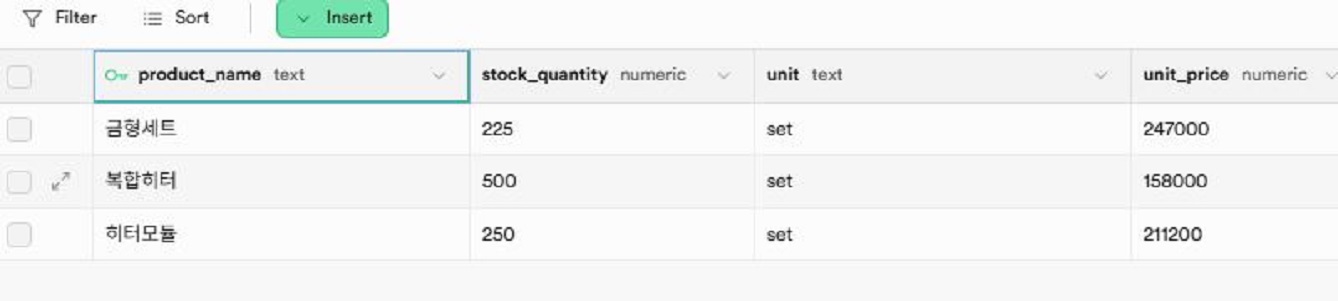 Filter Sort Insert
product_name text stock_quantity numeric unit text unit_price numeric
금형세트 225 set 247000
복합히터 500 set 158000
히터모듈 250 set 211200